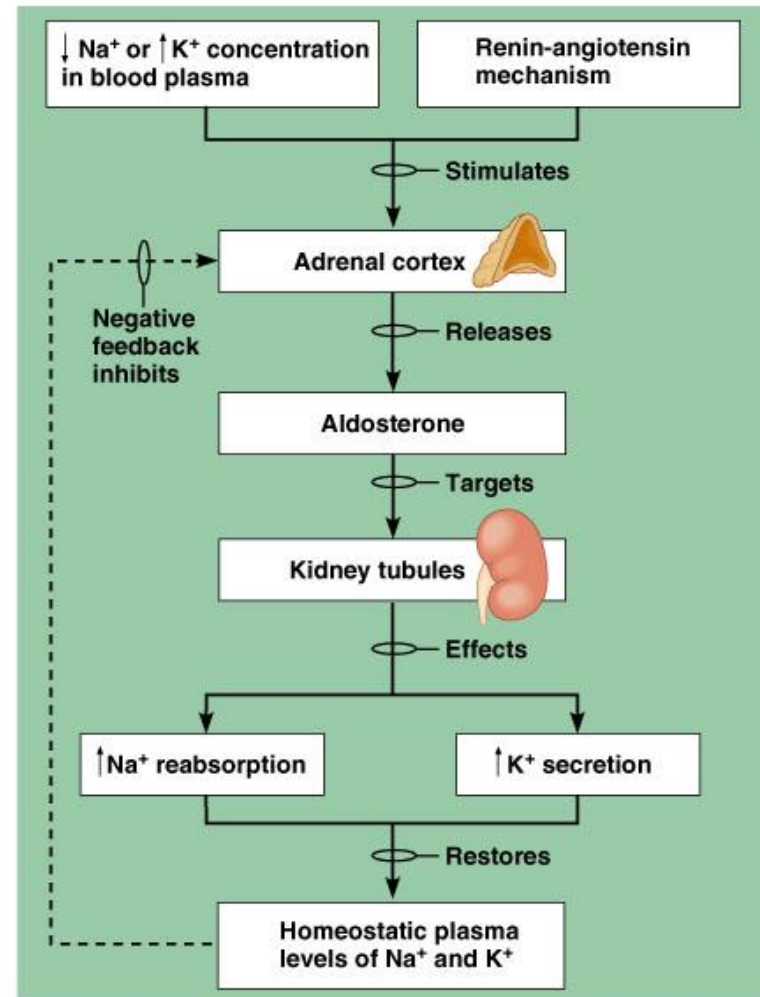 ↓ Na⁺ or ↑K⁺ concentration
in blood plasma
Renin-angiotensin
mechanism
Stimulates
Adrenal cortex
Negative
feedback
inhibits
Releases
Aldosterone
Targets
Kidney tubules
Effects
↑Na⁺ reabsorption
↑K⁺ secretion
Restores
Homeostatic plasma
levels of Na⁺ and K⁺